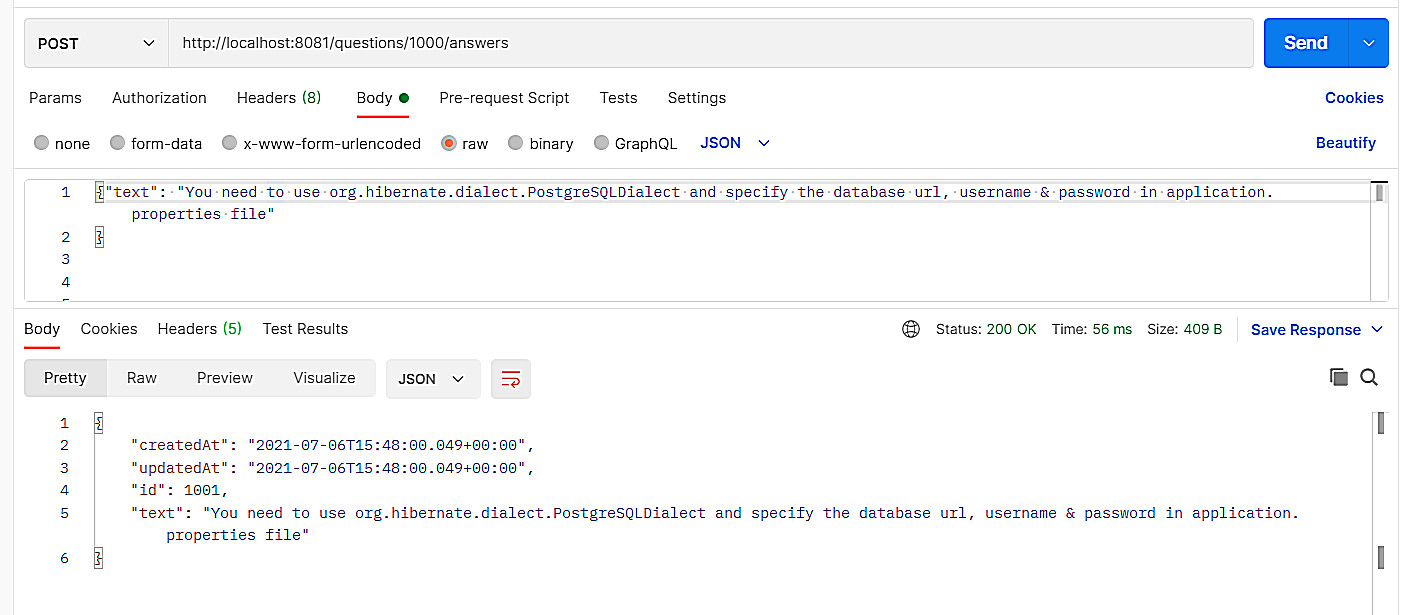 POST http://localhost:8081/questions/1000/answers Send
Params Authorization Headers (8) Body Pre-request Script Tests Settings Cookies
none form-data x-www-form-urlencoded raw binary GraphQL JSON Beautify
1 {"text": "You need to use org.hibernate.dialect.PostgreSQLDialect and specify the database url, username & password in application.
properties file"
2 }
3
4
Body Cookies Headers (5) Test Results Status: 200 OK Time: 56 ms Size: 409 B Save Response
Pretty Raw Preview Visualize JSON
1 {
2 "createdAt": "2021-07-06T15:48:00.049+00:00",
3 "updatedAt": "2021-07-06T15:48:00.049+00:00",
4 "id": 1001,
5 "text": "You need to use org.hibernate.dialect.PostgreSQLDialect and specify the database url, username & password in application.
properties file"
6 }